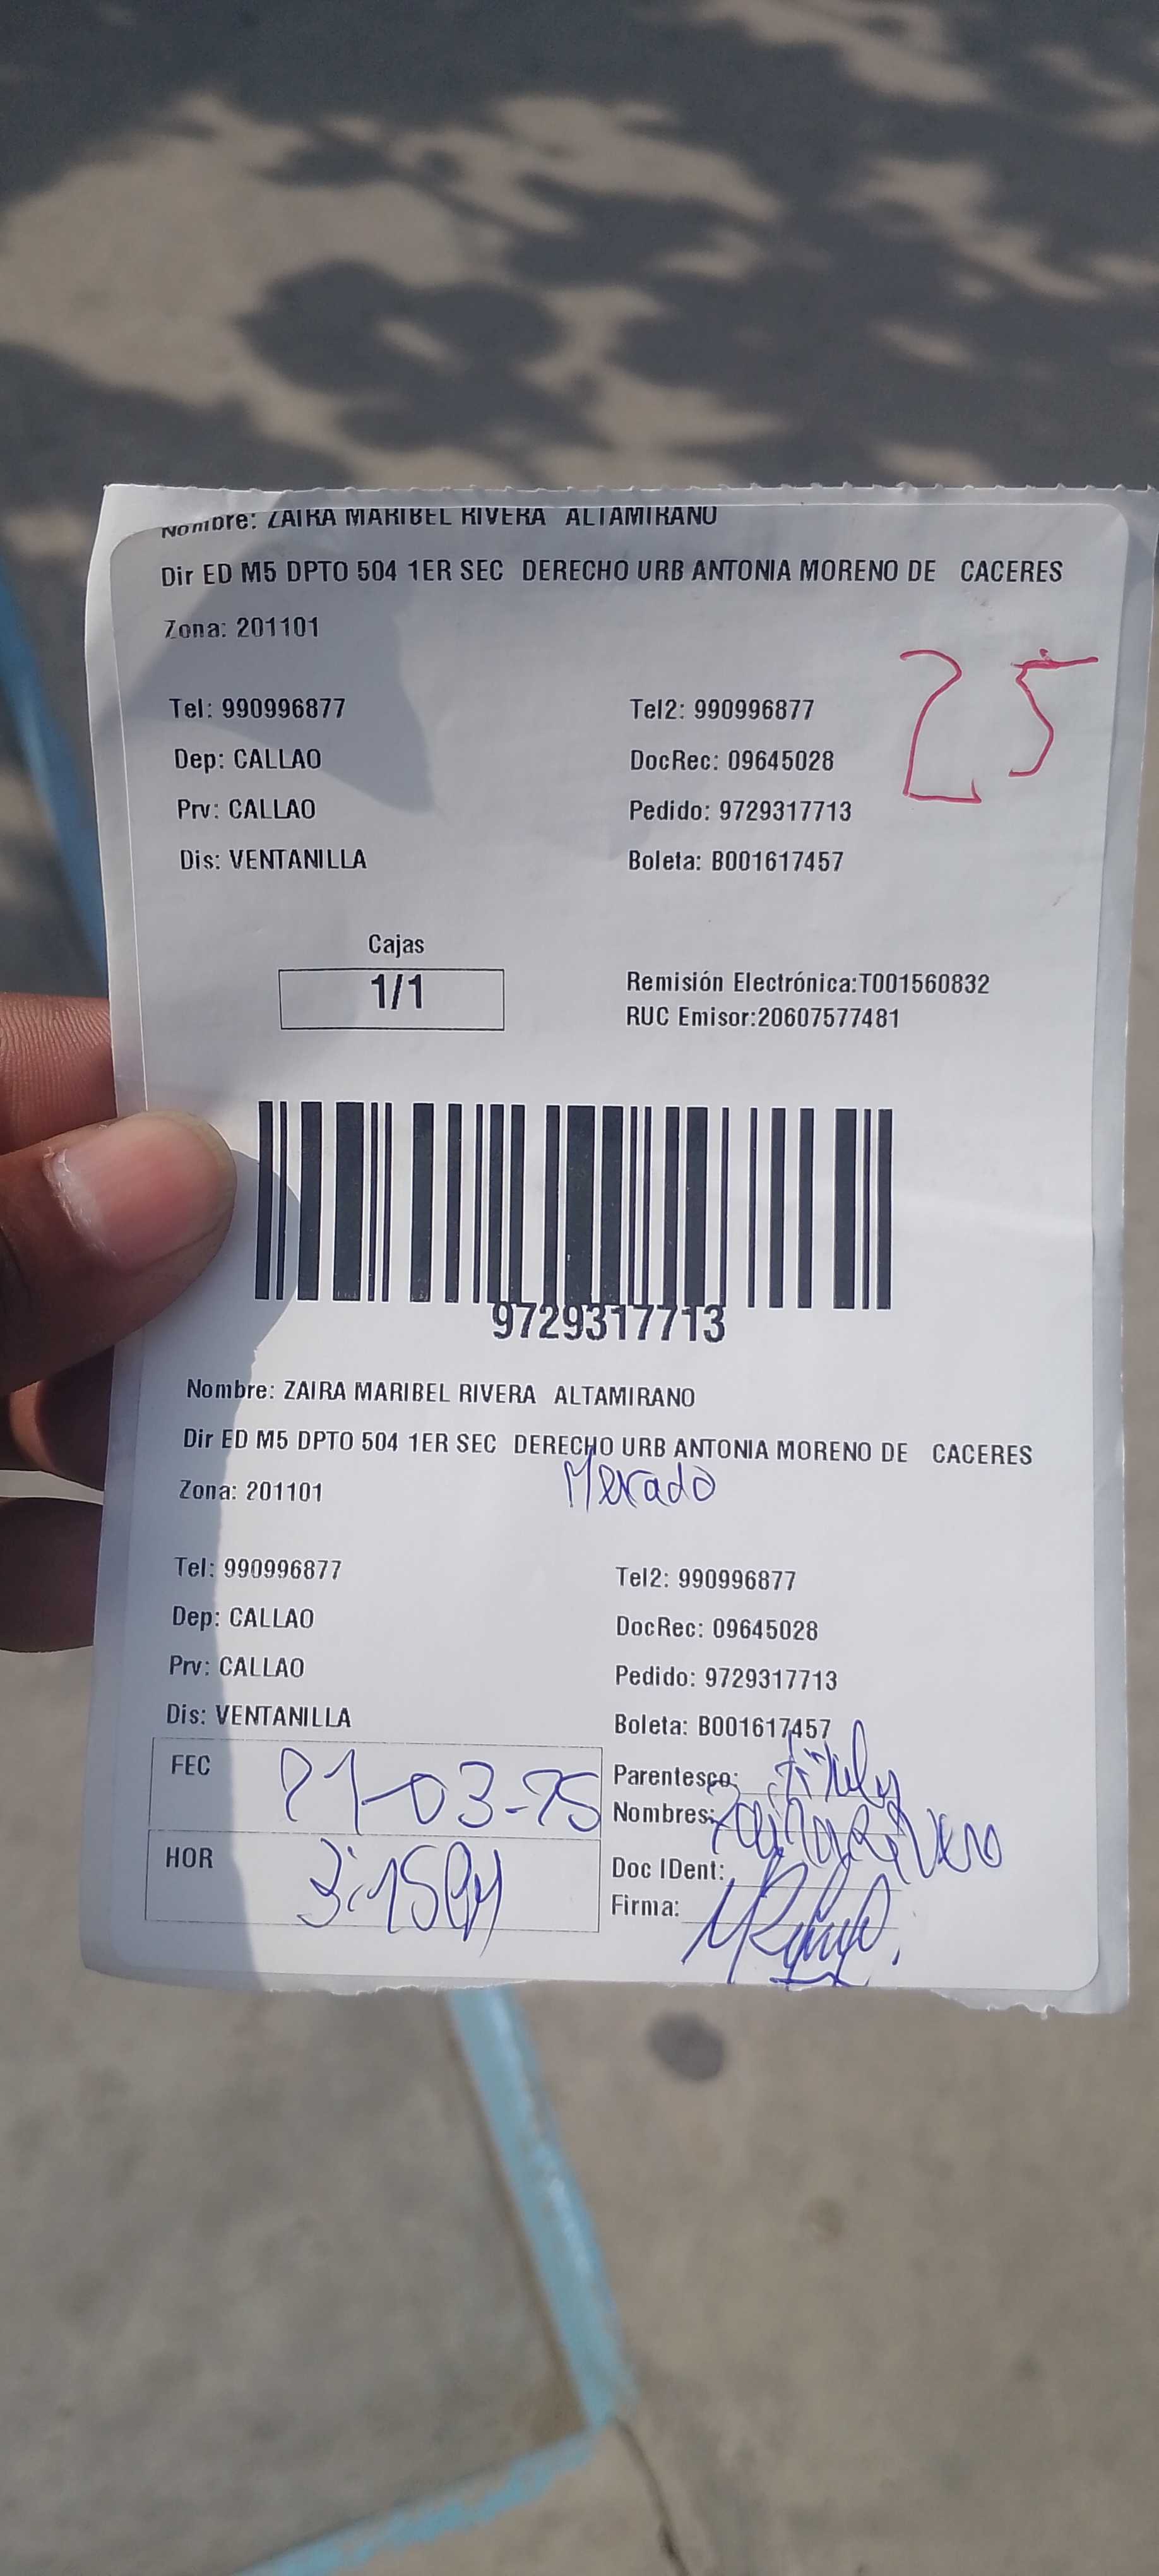 Nombre: ZAIRA MARIBEL RIVERA ALTAMIRANO
Dir ED M5 DPTO 504 1ER SEC DERECHO URB ANTONIA MORENO DE CACERES
Zona: 201101
25
Tel: 990996877 Tel2: 990996877
Dep: CALLAO DocRec: 09645028
Prv: CALLAO Pedido: 9729317713
Dis: VENTANILLA Boleta: B001617457
Cajas
1/1
Remisión Electrónica:T001560832
RUC Emisor:20607577481
9729317713
Nombre: ZAIRA MARIBEL RIVERA ALTAMIRANO
Dir ED M5 DPTO 504 1ER SEC DERECHO URB ANTONIA MORENO DE CACERES
Zona: 201101
Tel: 990996877 Tel2: 990996877
Dep: CALLAO DocRec: 09645028
Prv: CALLAO Pedido: 9729317713
Dis: VENTANILLA Boleta: B001617457
FEC 21-03-25
HOR 3:15PM
Parentesco:
Nombres: Zaira Rivera
Doc IDent:
Firma: